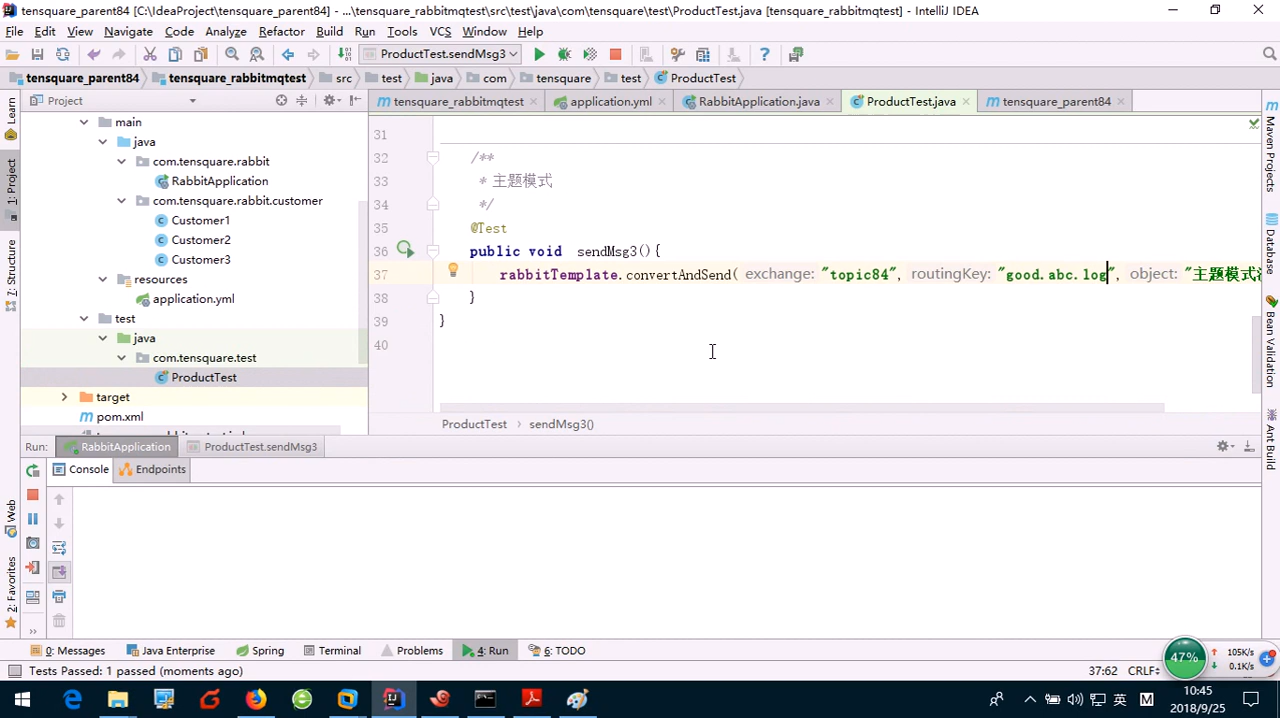 tensquare_parent84 [C:\IdeaProject\tensquare_parent84] - ...\tensquare_rabbitmqtest\src\test\java\com\tensquare\test\ProductTest.java [tensquare_rabbitmqtest] - IntelliJ IDEA
File Edit View Navigate Code Analyze Refactor Build Run Tools VCS Window Help
ProductTest.sendMsg3
tensquare_parent84 tensquare_rabbitmqtest src test java com tensquare test ProductTest
Project
tensquare_rabbitmqtest application.yml RabbitApplication.java ProductTest.java tensquare_parent84
Learn
1: Project
7: Structure
Web
2: Favorites
main
java
com.tensquare.rabbit
RabbitApplication
com.tensquare.rabbit.customer
Customer1
Customer2
Customer3
resources
application.yml
test
java
com.tensquare.test
ProductTest
target
pom.xml
31
32 /**
33 * 主题模式
34 */
35 @Test
36 public void sendMsg3(){
37 rabbitTemplate.convertAndSend( exchange: "topic84", routingKey: "good.abc.log", object: "主题模式
38 }
39 }
40
ProductTest › sendMsg3()
Maven Projects
Database
Bean Validation
Ant Build
Run: RabbitApplication ProductTest.sendMsg3
Console Endpoints
0: Messages Java Enterprise Spring Terminal Problems 4: Run 6: TODO
Tests Passed: 1 passed (moments ago)
37:62 CRLF
47%
105K/s
0.1K/s
英 M
10:45
2018/9/25